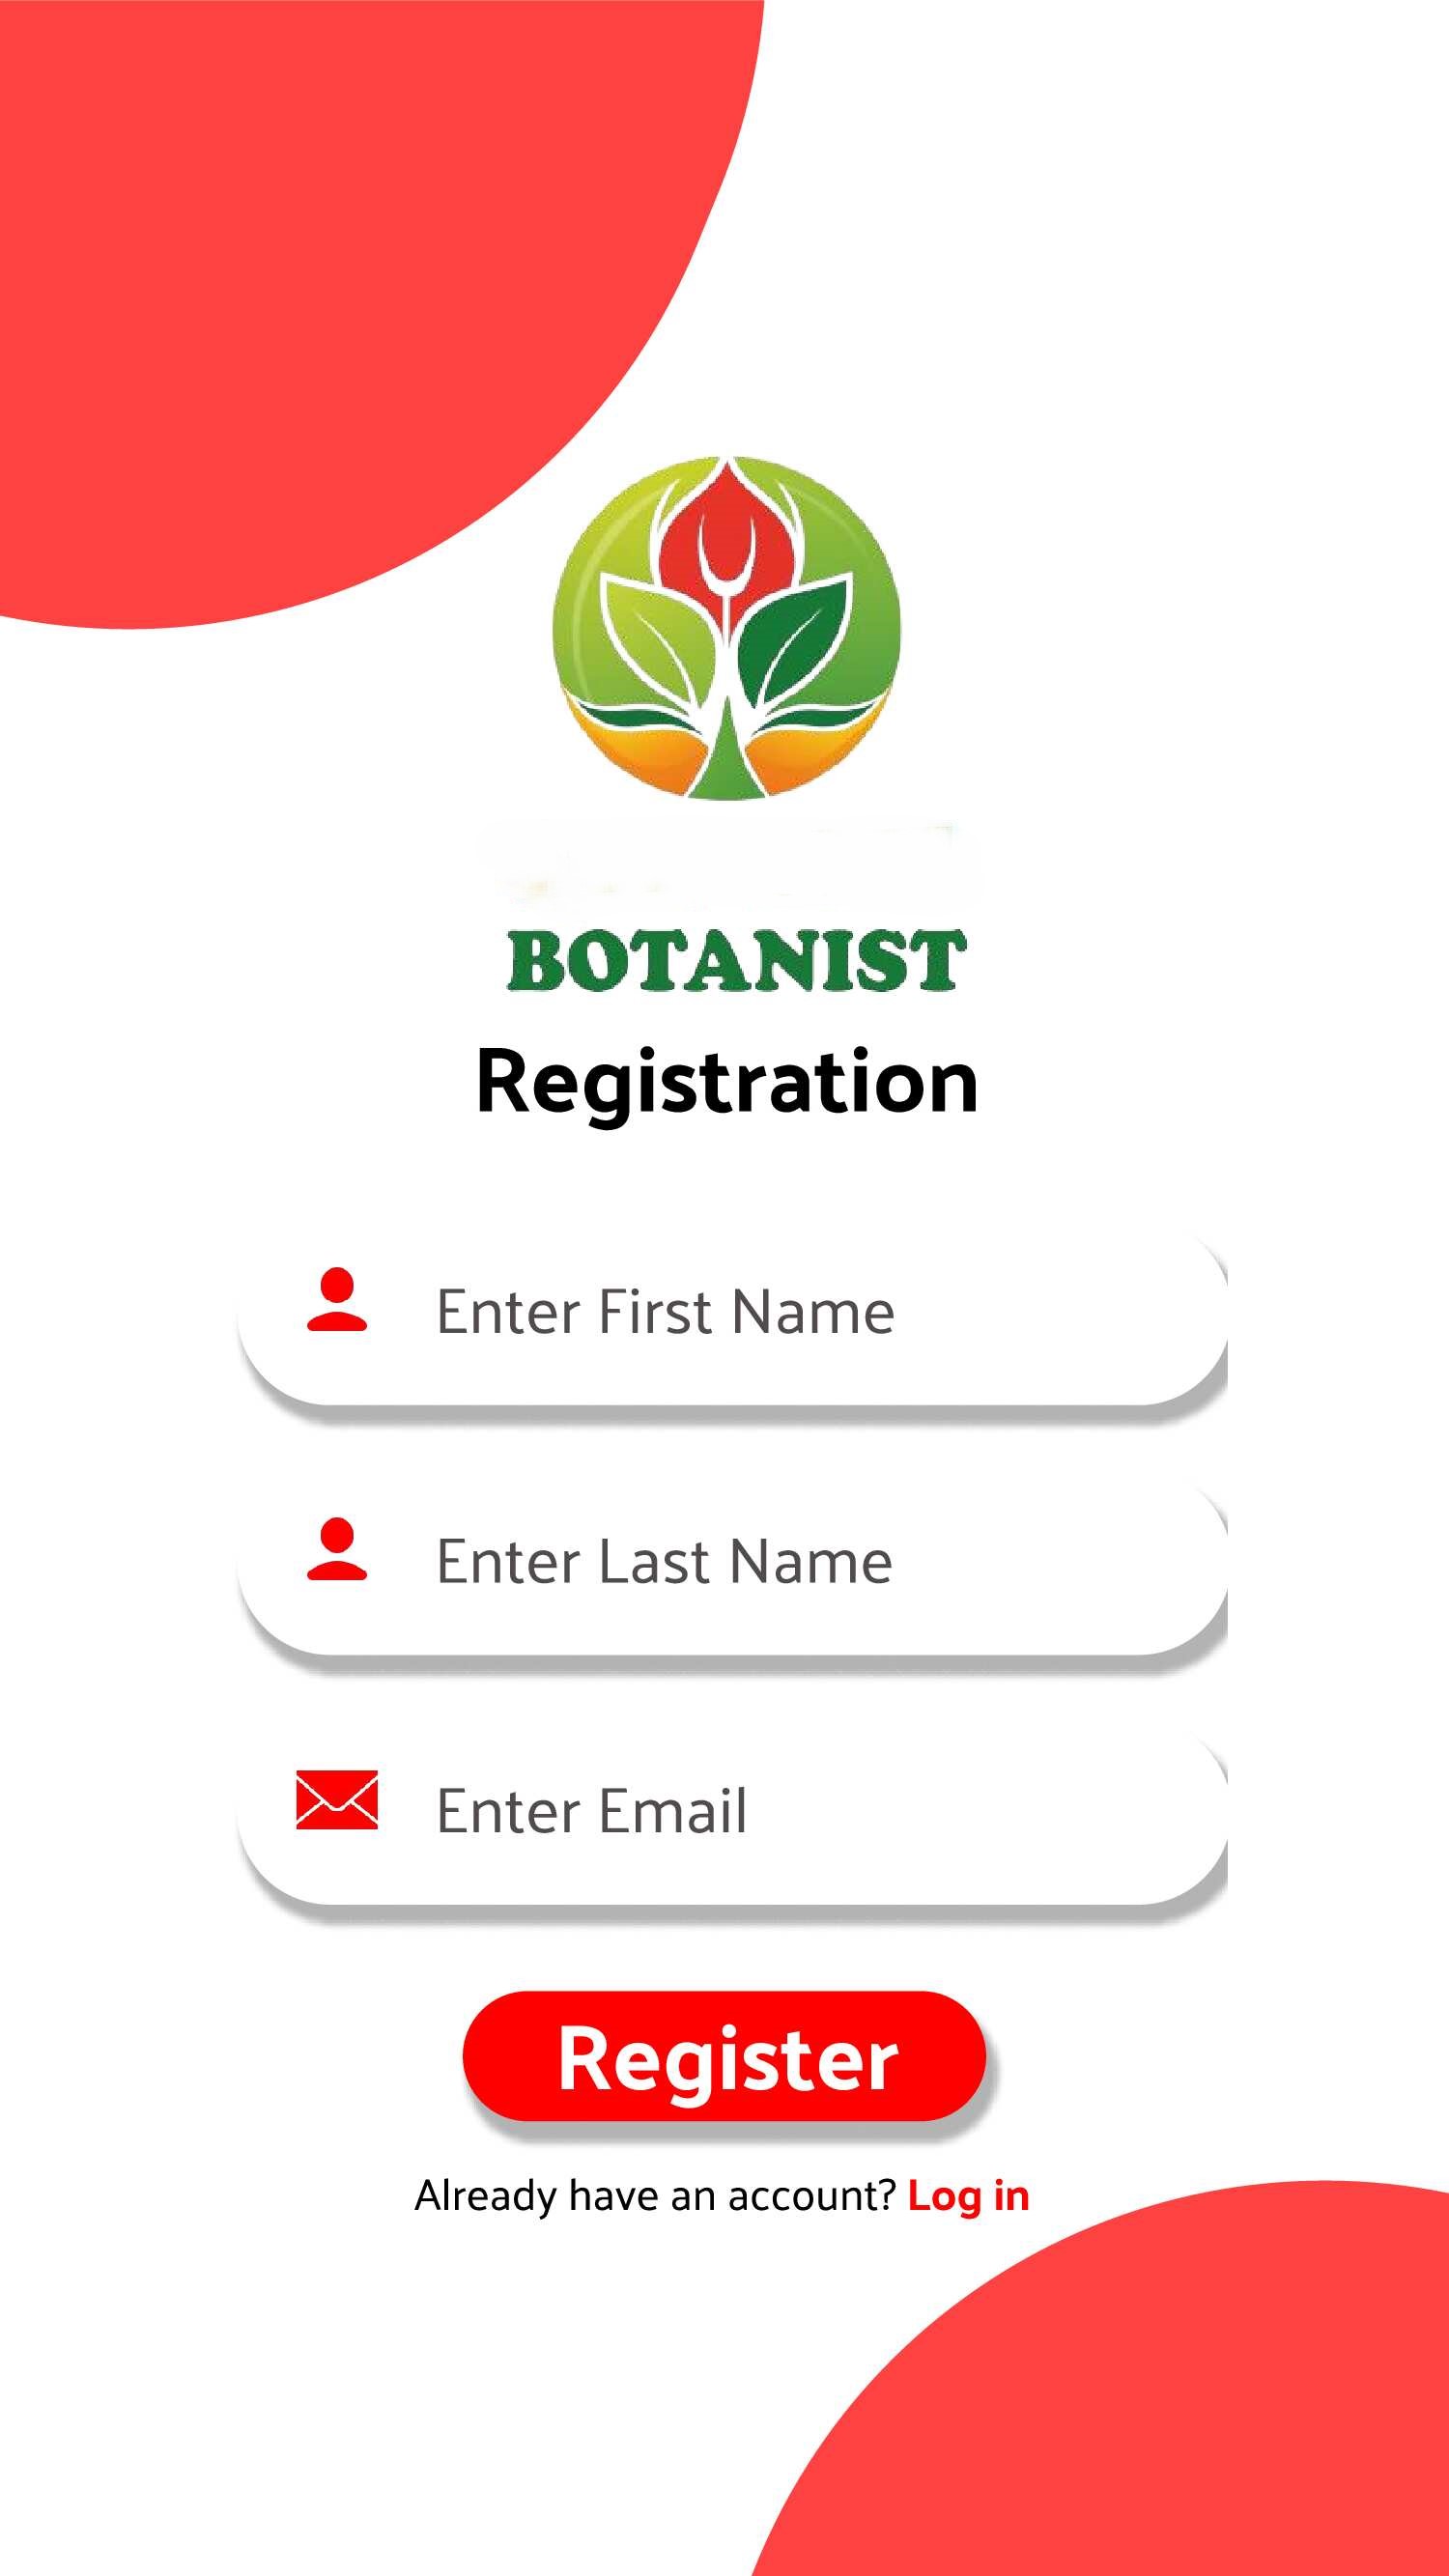 BOTANIST
Registration
Enter First Name
Enter Last Name
Enter Email
Register
Already have an account? Log in